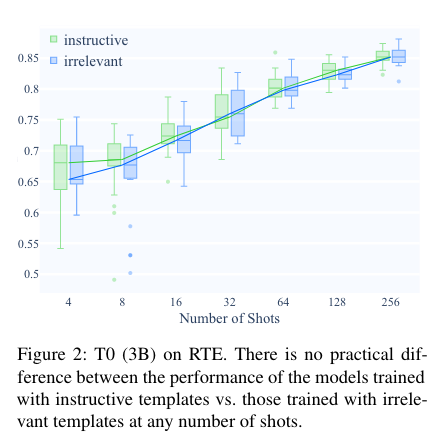 instructive
irrelevant
0.85
0.8
0.75
0.7
0.65
0.6
0.55
0.5
4 8 16 32 64 128 256
Number of Shots
Figure 2: T0 (3B) on RTE. There is no practical dif-
ference between the performance of the models trained
with instructive templates vs. those trained with irrele-
vant templates at any number of shots.